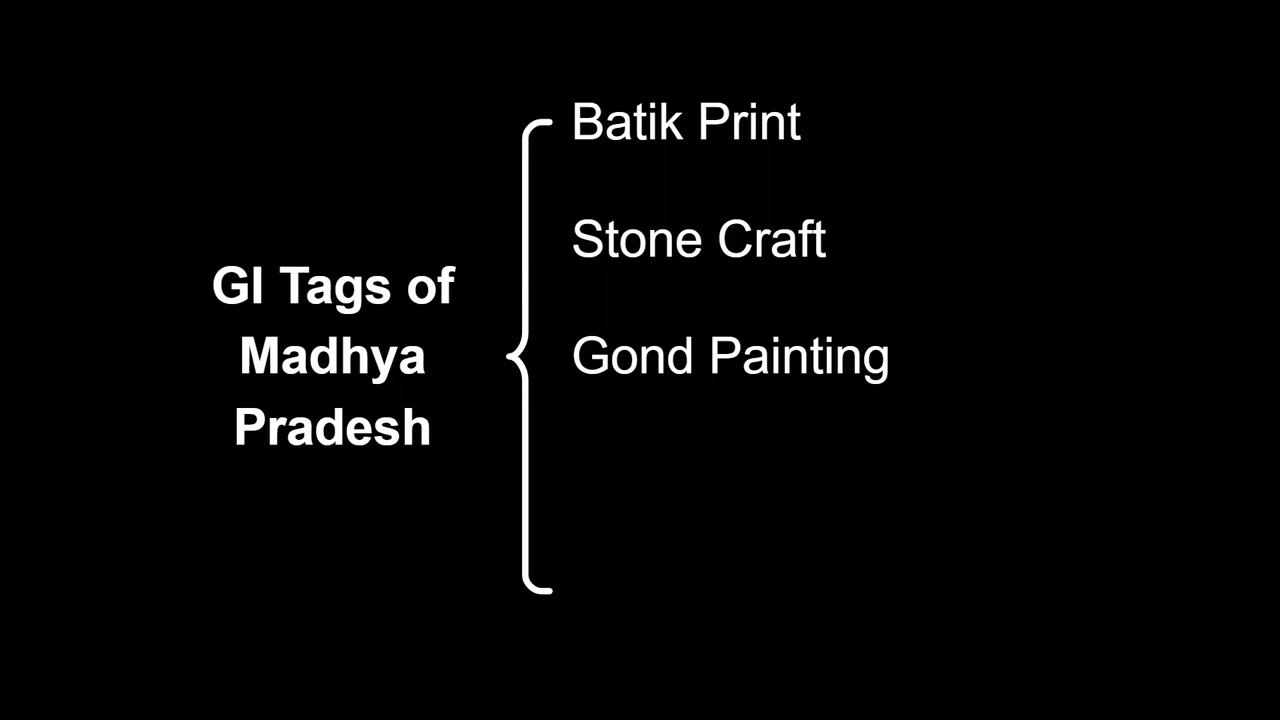 GI Tags of
Madhya
Pradesh
Batik Print
Stone Craft
Gond Painting